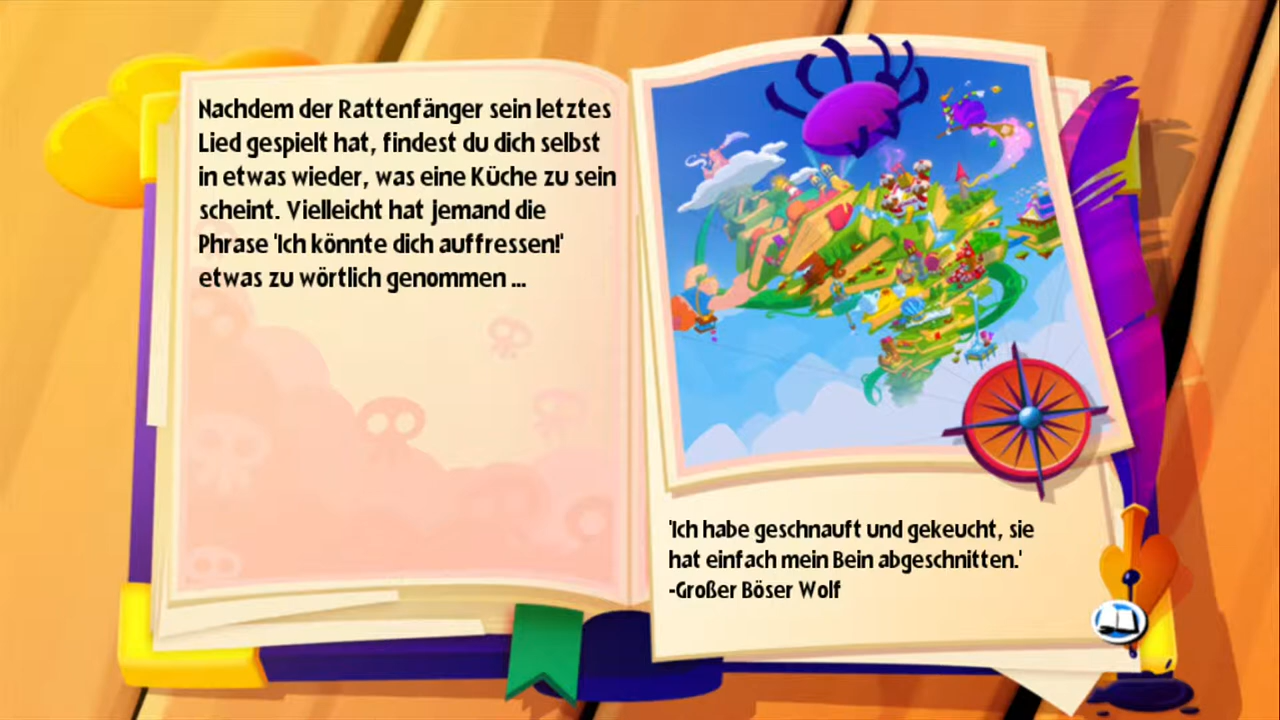 Nachdem der Rattenfänger sein letztes
Lied gespielt hat, findest du dich selbst
in etwas wieder, was eine Küche zu sein
scheint. Vielleicht hat jemand die
Phrase 'Ich könnte dich auffressen!'
etwas zu wörtlich genommen ...
'Ich habe geschnauft und gekeucht, sie
hat einfach mein Bein abgeschnitten.'
-Großer Böser Wolf